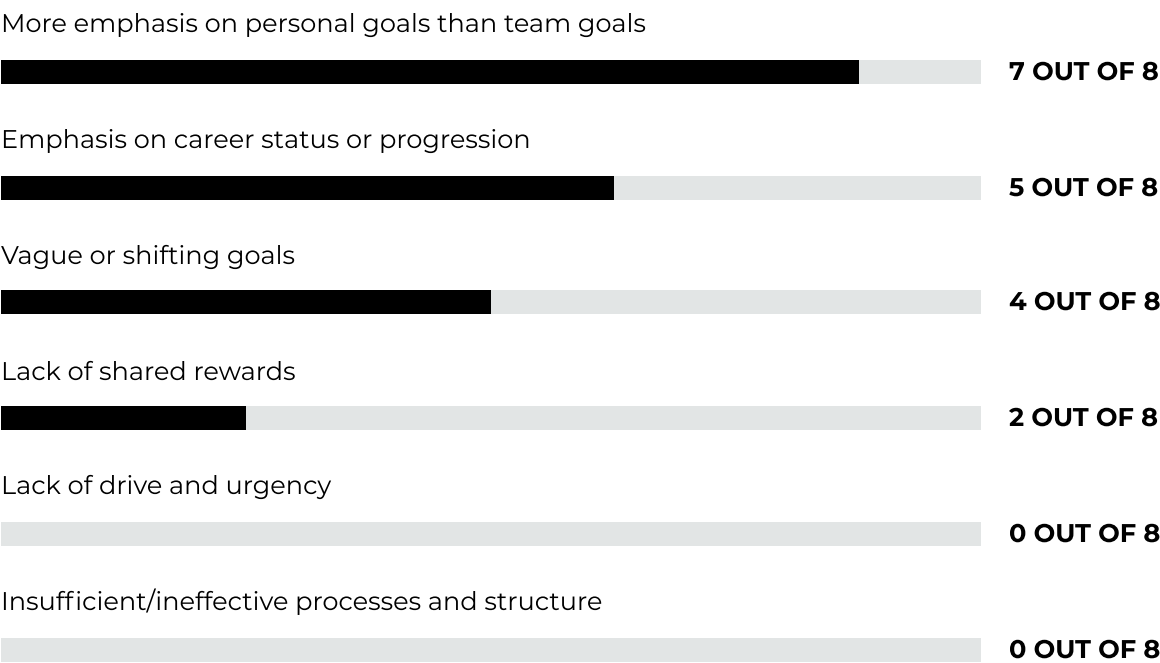 More emphasis on personal goals than team goals
7 OUT OF 8
Emphasis on career status or progression
5 OUT OF 8
Vague or shifting goals
4 OUT OF 8
Lack of shared rewards
2 OUT OF 8
Lack of drive and urgency
0 OUT OF 8
Insufficient/ineffective processes and structure
0 OUT OF 8